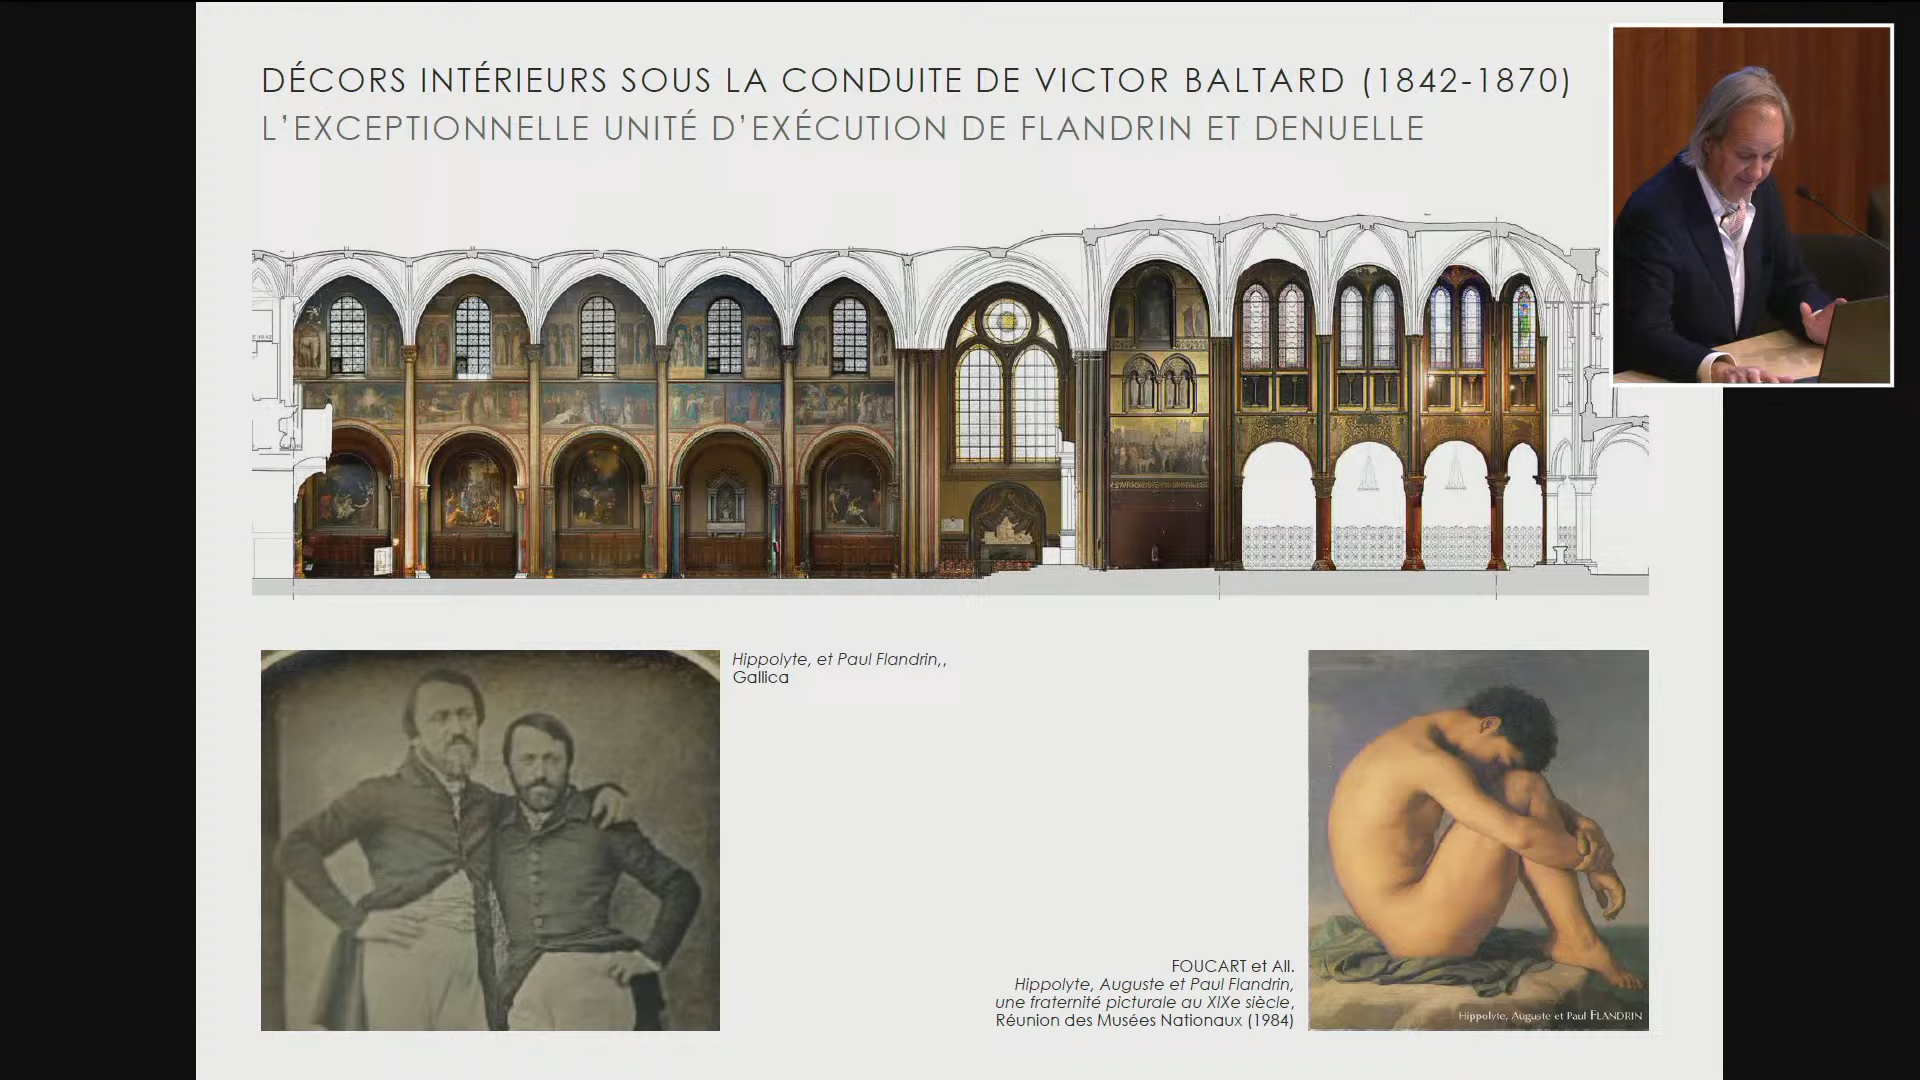 DÉCORS INTÉRIEURS SOUS LA CONDUITE DE VICTOR BALTARD (1842-1870)
L'EXCEPTIONNELLE UNITÉ D'EXÉCUTION DE FLANDRIN ET DENUELLE
Hippolyte, et Paul Flandrin,,
Gallica
FOUCART et All.
Hippolyte, Auguste et Paul Flandrin,
une fraternité picturale au XIXe siècle,
Réunion des Musées Nationaux (1984)
Hippolyte, Auguste et Paul FLANDRIN